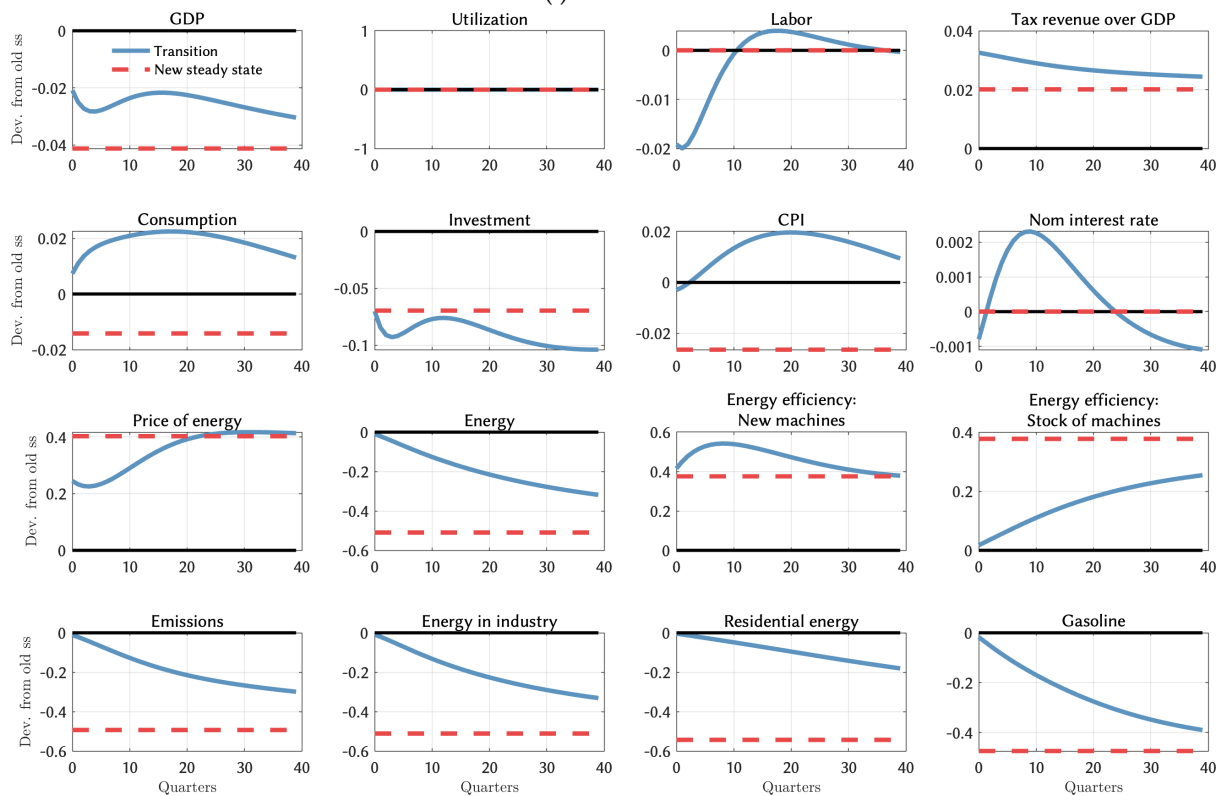 GDP
Utilization
Labor
Tax revenue over GDP
Dev. from old ss
0
-0.02
-0.04
Transition
New steady state
0 10 20 30 40
1
0
-1
0 10 20 30 40
0
-0.01
-0.02
0 10 20 30 40
0.04
0.02
0
0 10 20 30 40
Consumption
Investment
CPI
Nom interest rate
Dev. from old ss
0.02
0
-0.02
0 10 20 30 40
0
-0.05
-0.1
0 10 20 30 40
0.02
0
-0.02
0 10 20 30 40
0.002
0.001
0
-0.001
0 10 20 30 40
Price of energy
Energy
Energy efficiency:
New machines
Energy efficiency:
Stock of machines
Dev. from old ss
0.4
0.2
0
0 10 20 30 40
0
-0.2
-0.4
-0.6
0 10 20 30 40
0.6
0.4
0.2
0
0 10 20 30 40
0.4
0.2
0
0 10 20 30 40
Emissions
Energy in industry
Residential energy
Gasoline
Dev. from old ss
0
-0.2
-0.4
-0.6
0 10 20 30 40
Quarters
0
-0.2
-0.4
-0.6
0 10 20 30 40
Quarters
0
-0.2
-0.4
-0.6
0 10 20 30 40
Quarters
0
-0.2
-0.4
0 10 20 30 40
Quarters